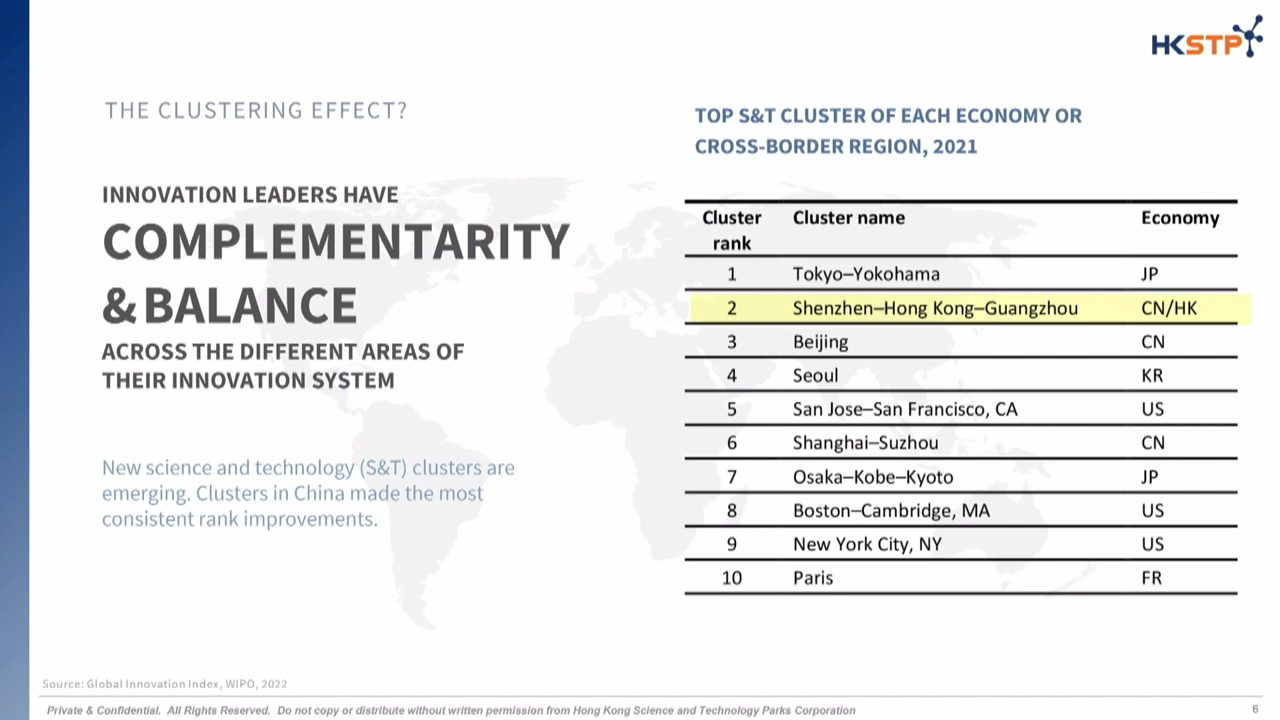 HKSTP
THE CLUSTERING EFFECT?
INNOVATION LEADERS HAVE
COMPLEMENTARITY
& BALANCE
ACROSS THE DIFFERENT AREAS OF
THEIR INNOVATION SYSTEM
New science and technology (S&T) clusters are
emerging. Clusters in China made the most
consistent rank improvements.
TOP S&T CLUSTER OF EACH ECONOMY OR
CROSS-BORDER REGION, 2021
Cluster rank Cluster name Economy
1 Tokyo–Yokohama JP
2 Shenzhen–Hong Kong–Guangzhou CN/HK
3 Beijing CN
4 Seoul KR
5 San Jose–San Francisco, CA US
6 Shanghai–Suzhou CN
7 Osaka–Kobe–Kyoto JP
8 Boston–Cambridge, MA US
9 New York City, NY US
10 Paris FR
Source: Global Innovation Index, WIPO, 2022
Private & Confidential. All Rights Reserved. Do not copy or distribute without written permission from Hong Kong Science and Technology Parks Corporation
6